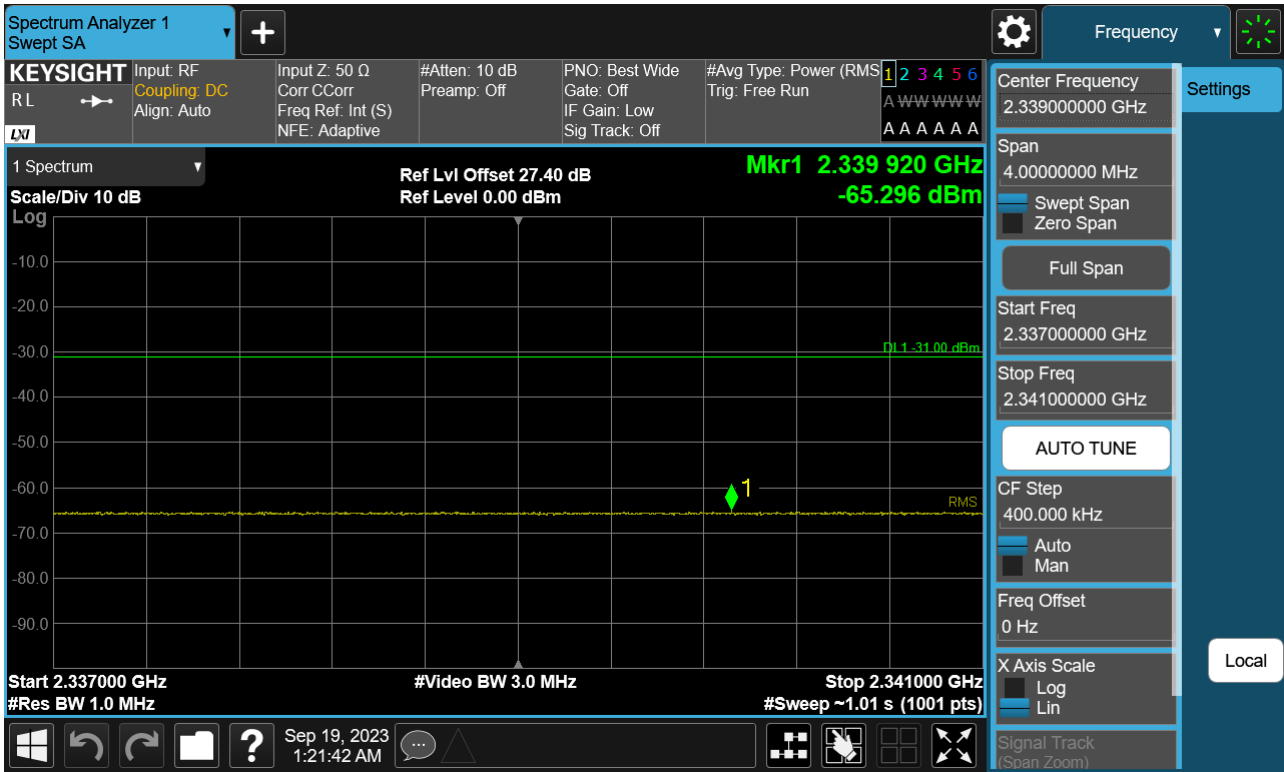 Spectrum Analyzer 1
Swept SA
+
Frequency
KEYSIGHT
R L
LXI
Input: RF
Coupling: DC
Align: Auto
Input Z: 50 Ω
Corr CCorr
Freq Ref: Int (S)
NFE: Adaptive
#Atten: 10 dB
Preamp: Off
PNO: Best Wide
Gate: Off
IF Gain: Low
Sig Track: Off
#Avg Type: Power (RMS
Trig: Free Run
1 2 3 4 5 6
A W W W W W
A A A A A A
1 Spectrum
Scale/Div 10 dB
Log
Ref Lvl Offset 27.40 dB
Ref Level 0.00 dBm
Mkr1 2.339 920 GHz
-65.296 dBm
-10.0
-20.0
-30.0
-40.0
-50.0
-60.0
-70.0
-80.0
-90.0
DL1 -31.00 dBm
1
RMS
Start 2.337000 GHz
#Res BW 1.0 MHz
#Video BW 3.0 MHz
Stop 2.341000 GHz
#Sweep ~1.01 s (1001 pts)
Center Frequency
2.339000000 GHz
Span
4.00000000 MHz
Swept Span
Zero Span
Full Span
Start Freq
2.337000000 GHz
Stop Freq
2.341000000 GHz
AUTO TUNE
CF Step
400.000 kHz
Auto
Man
Freq Offset
0 Hz
X Axis Scale
Log
Lin
Signal Track
(Span Zoom)
Settings
Local
?
Sep 19, 2023
1:21:42 AM